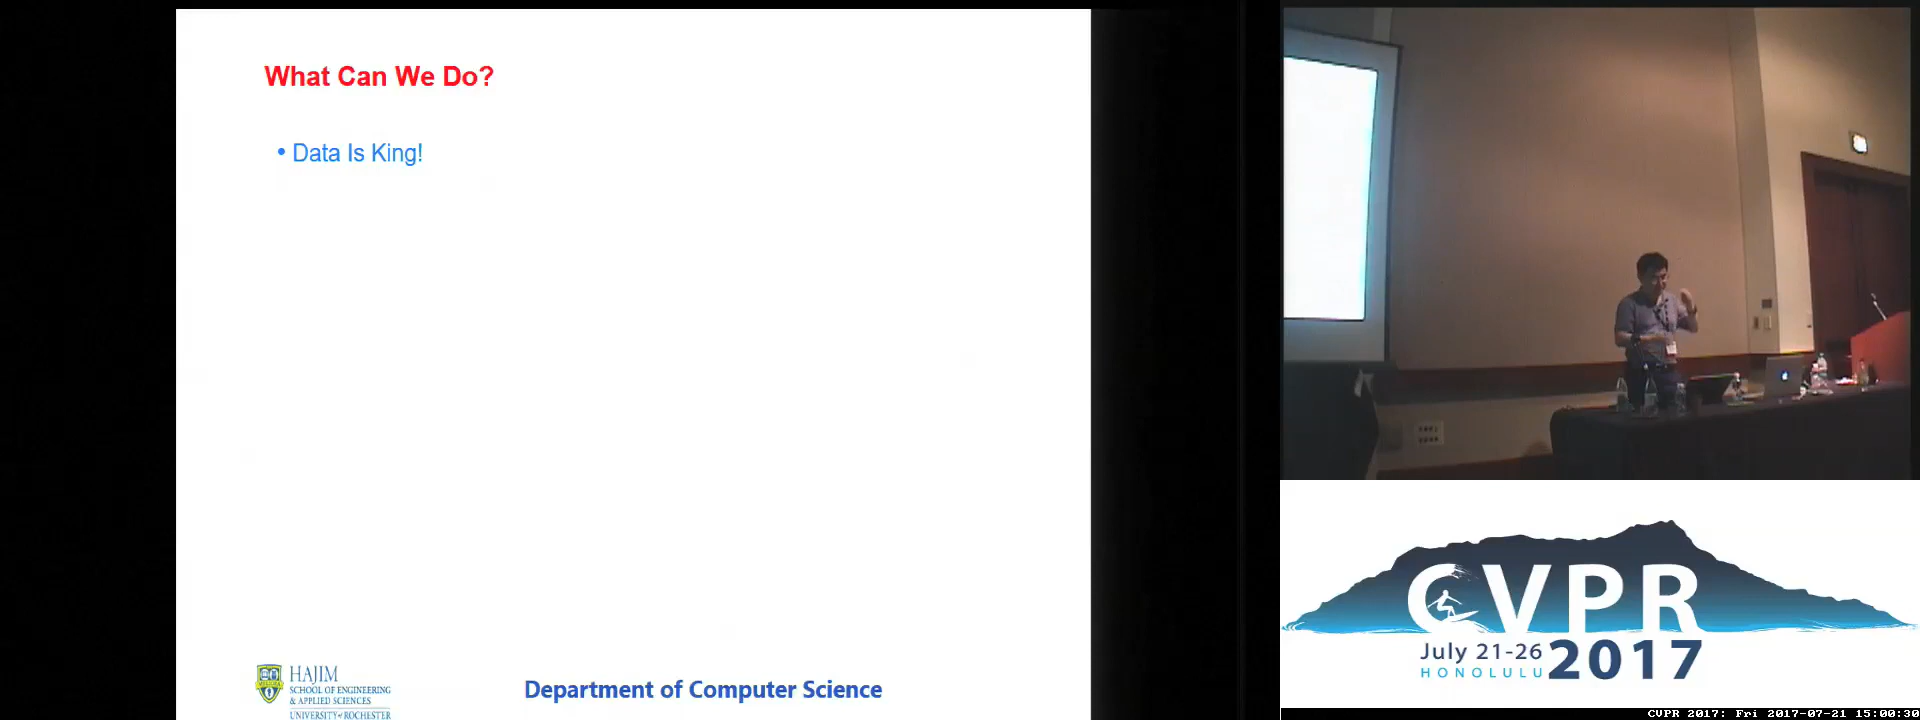 What Can We Do?
• Data Is King!
HAJIM
SCHOOL OF ENGINEERING
& APPLIED SCIENCES
UNIVERSITY of ROCHESTER
Department of Computer Science
CVPR
July 21-26
HONOLULU
2017
CVPR 2017: Fri 2017-07-21 15:00:30